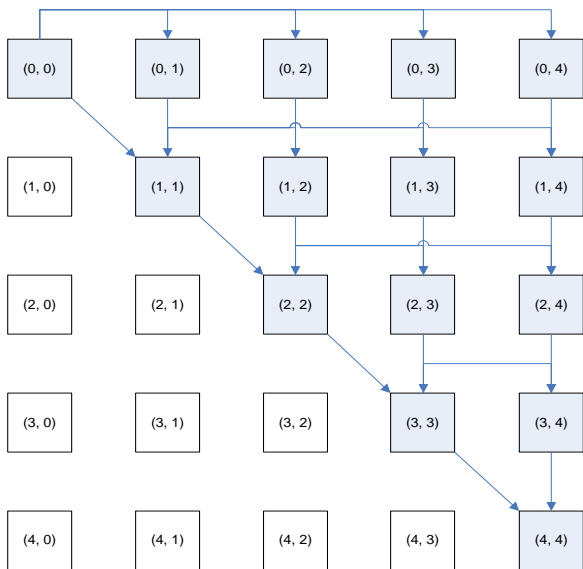 (0, 0) (0, 1) (0, 2) (0, 3) (0, 4)
(1, 0) (1, 1) (1, 2) (1, 3) (1, 4)
(2, 0) (2, 1) (2, 2) (2, 3) (2, 4)
(3, 0) (3, 1) (3, 2) (3, 3) (3, 4)
(4, 0) (4, 1) (4, 2) (4, 3) (4, 4)